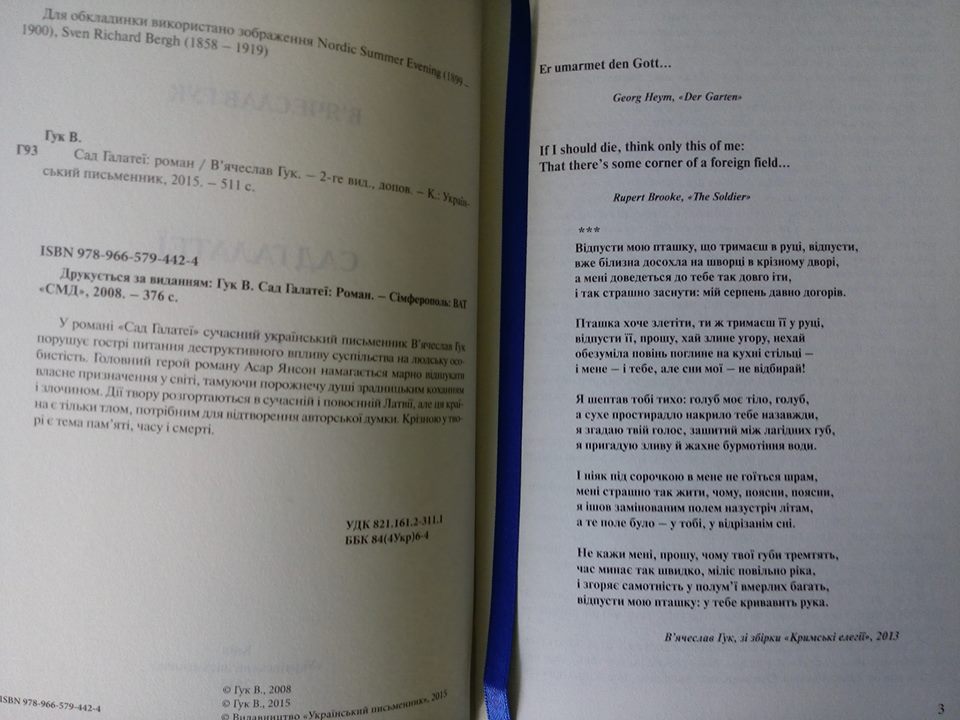 Для обкладинки використано зображення Nordic Summer Evening (1899 –
1900), Sven Richard Bergh (1858 – 1919)
Гук В.
Г93
Сад Галатеї: роман / В'ячеслав Гук. – 2-ге вид., допов. – К.: Україн-
ський письменник, 2015. – 511 с.
ISBN 978-966-579-442-4
Друкується за виданням: Гук В. Сад Галатеї: Роман. – Сімферополь: ВАТ
«СМД», 2008. – 376 с.
У романі «Сад Галатеї» сучасний український письменник В'ячеслав Гук
порушує гострі питання деструктивного впливу суспільства на людську осо-
бистість. Головний герой роману Асар Янсон намагається марно відшукати
власне призначення у світі, тамуючи порожнечу душі зрадницьким коханням
і злочином. Дії твору розгортаються в сучасній і повоєнній Латвії, але ця краї-
на є тільки тлом, потрібним для відтворення авторської думки. Крізною у тво-
рі є тема пам'яті, часу і смерті.
УДК 821.161.2-311.1
ББК 84(4Укр)6-4
© Гук В., 2008
© Гук В., 2015
ISBN 978-966-579-442-4
© Видавництво «Український письменник», 2015
Er umarmet den Gott...
Georg Heym, «Der Garten»
If I should die, think only this of me:
That there's some corner of a foreign field...
Rupert Brooke, «The Soldier»
***
Відпусти мою пташку, що тримаєш в руці, відпусти,
вже білизна досохла на шворці в крізному дворі,
а мені доведеться до тебе так довго іти,
і так страшно заснути: мій серпень давно догорів.
Пташка хоче злетіти, ти ж тримаєш її у руці,
відпусти її, прошу, хай злине угору, нехай
обезуміла повінь поглине на кухні стільці –
і мене – і тебе, але сни мої – не відбирай!
Я шептав тобі тихо: голуб моє тіло, голуб,
а сухе простирадло накрило тебе назавжди,
я згадаю твій голос, зашитий між лагідних губ,
я пригадую зливу й жахне бурмотіння води.
І ніяк під сорочкою в мене не гоїться шрам,
мені страшно так жити, чому, поясни, поясни,
я ішов замінованим полем назустріч літам,
а те поле було – у тобі, у відрізанім сні.
Не кажи мені, прошу, чому твої губи тремтять,
час минає так швидко, міліє повільно ріка,
і згоряє самотність у полум'ї вмерлих багать,
відпусти мою пташку: у тебе кривавить рука.
В'ячеслав Гук, зі збірки «Кримські елегії», 2013
3